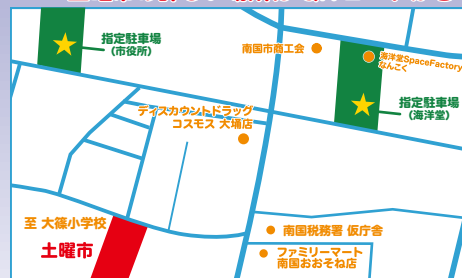 指定駐車場
(市役所)
南国市商工会
海洋堂SpaceFactory
なんこく
指定駐車場
(海洋堂)
ディスカウントドラッグ
コスモス 大埇店
至 大篠小学校
土曜市
南国税務署 仮庁舎
ファミリーマート
南国おおそね店